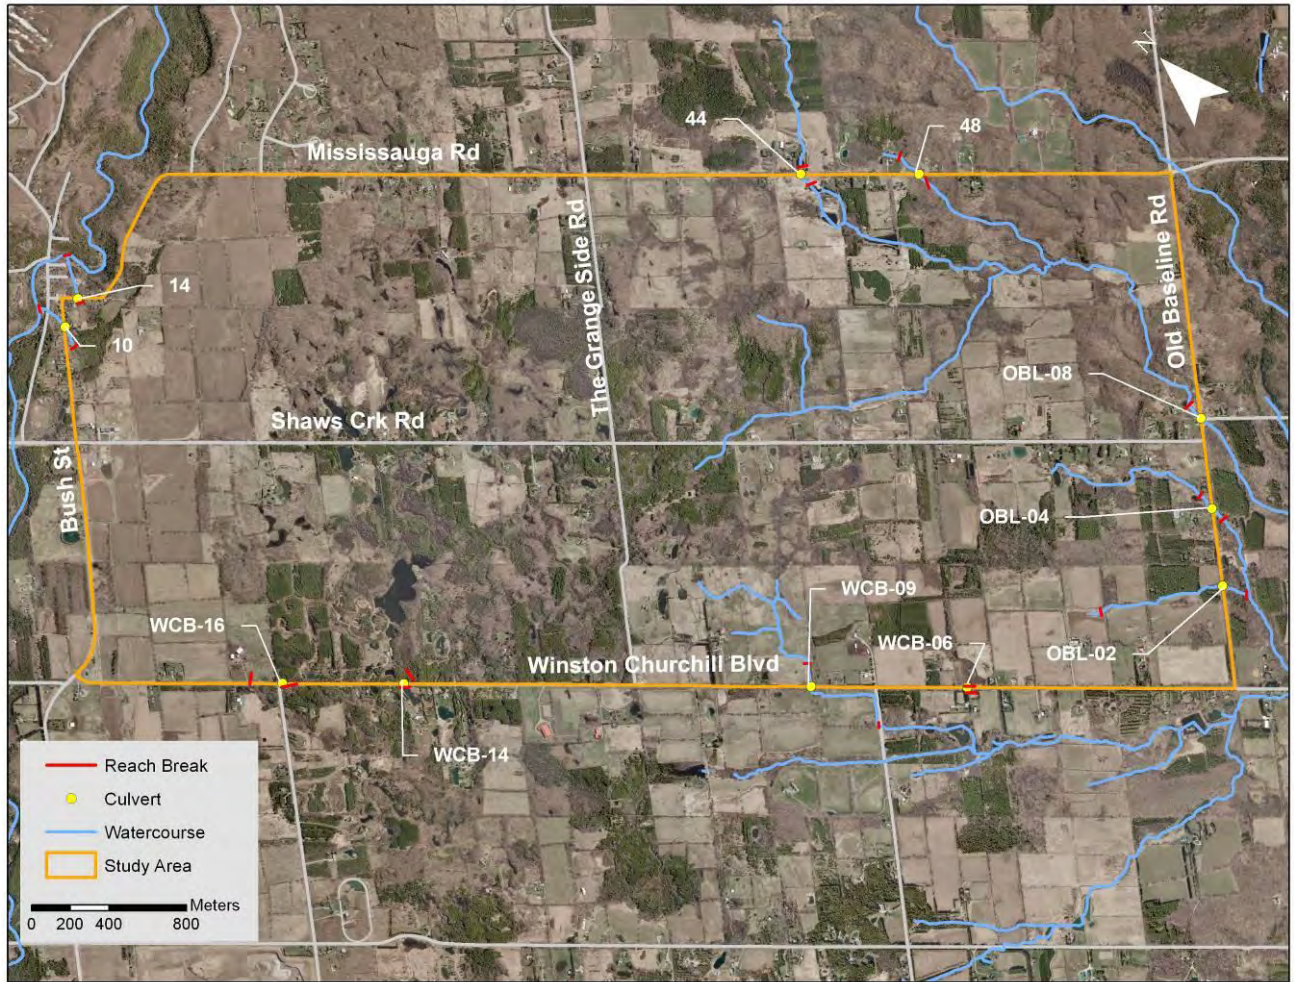 N
44
48
Mississauga Rd
The Grange Side Rd
Old Baseline Rd
14
10
OBL-08
Shaws Crk Rd
Bush St
OBL-04
WCB-09
WCB-16
WCB-06
OBL-02
Winston Churchill Blvd
WCB-14
Reach Break
Culvert
Watercourse
Study Area
Meters
0 200 400 800